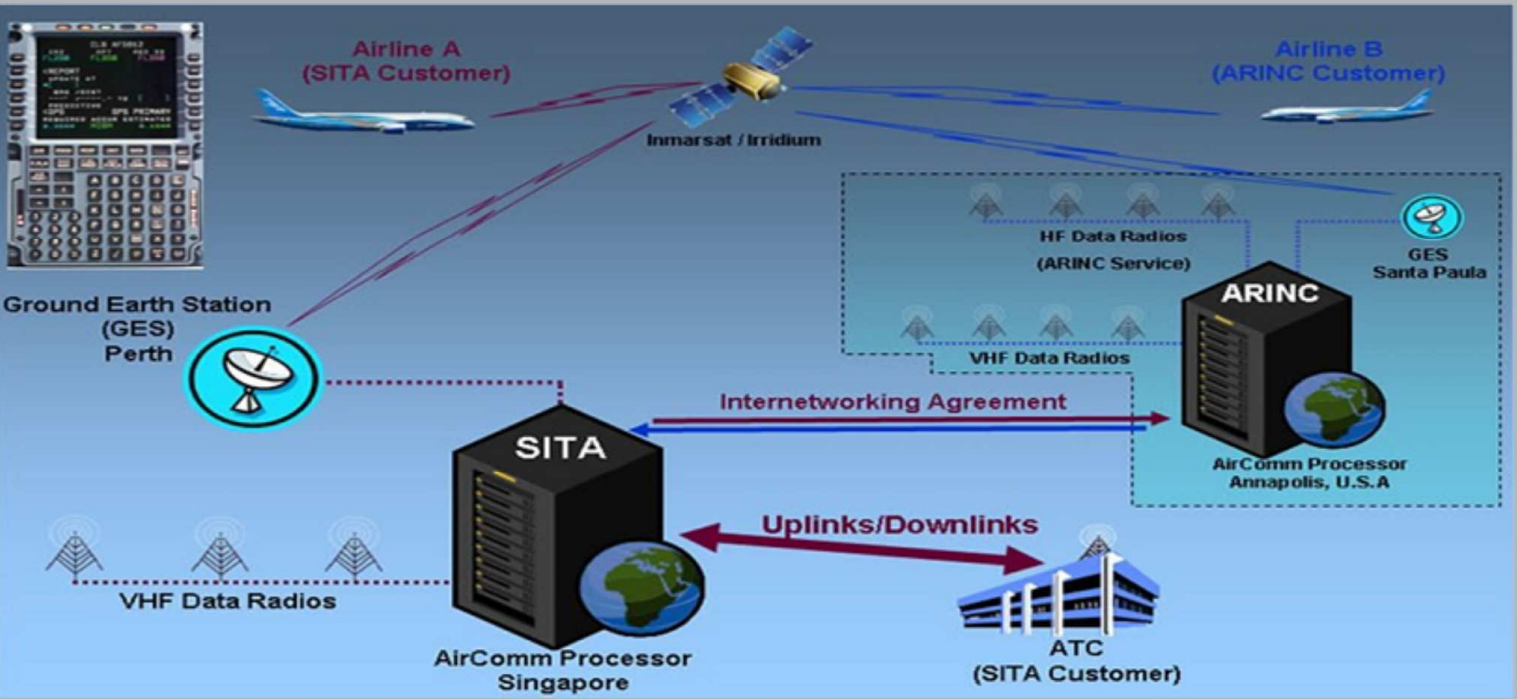 Airline A
(SITA Customer)
Airline B
(ARINC Customer)
Inmarsat / Irridium
HF Data Radios
(ARINC Service)
GES
Santa Paula
ARINC
VHF Data Radios
Ground Earth Station
(GES)
Perth
Internetworking Agreement
SITA
AirComm Processor
Annapolis, U.S.A
Uplinks/Downlinks
VHF Data Radios
ATC
(SITA Customer)
AirComm Processor
Singapore